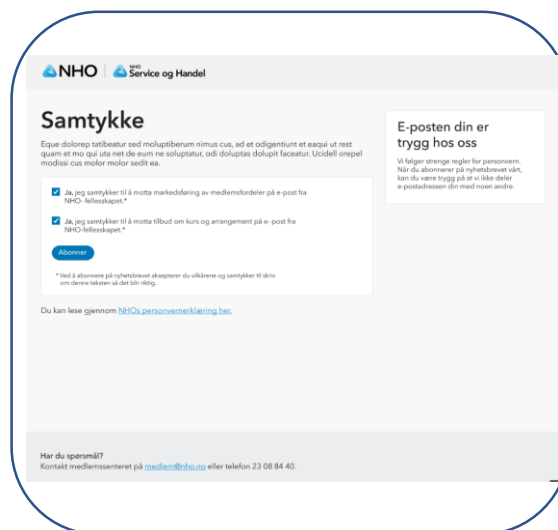 NHO NHO
Service og Handel
Samtykke
Eque dolorep tatibeatur sed moluptiberum nimus cus, ad et odigentiunt et eaqui ut rest
quam et mo qui uta net de eum ne soluptatur, odi doluptas dolupit faceatur. Ucidell orepel
modissi cus molor molor sedit ea.
Ja, jeg samtykker til å motta markedsføring av medlemsfordeler på e-post fra
NHO- fellesskapet.*
Ja, jeg samtykker til å motta tilbud om kurs og arrangement på e- post fra
NHO-fellesskapet.*
Abonner
* Ved å abonnere på nyhetsbrevet aksepterer du vilkårene og samtykker til skriv
om denne teksten så det blir riktig.
Du kan lese gjennom NHOs personvernerklæring her.
E-posten din er
trygg hos oss
Vi følger strenge regler for personvern.
Når du abonnerer på nyhetsbrevet vårt,
kan du være trygg på at vi ikke deler
e-postadressen din med noen andre.
Har du spørsmål?
Kontakt medlemssenteret på medlem@nho.no eller telefon 23 08 84 40.